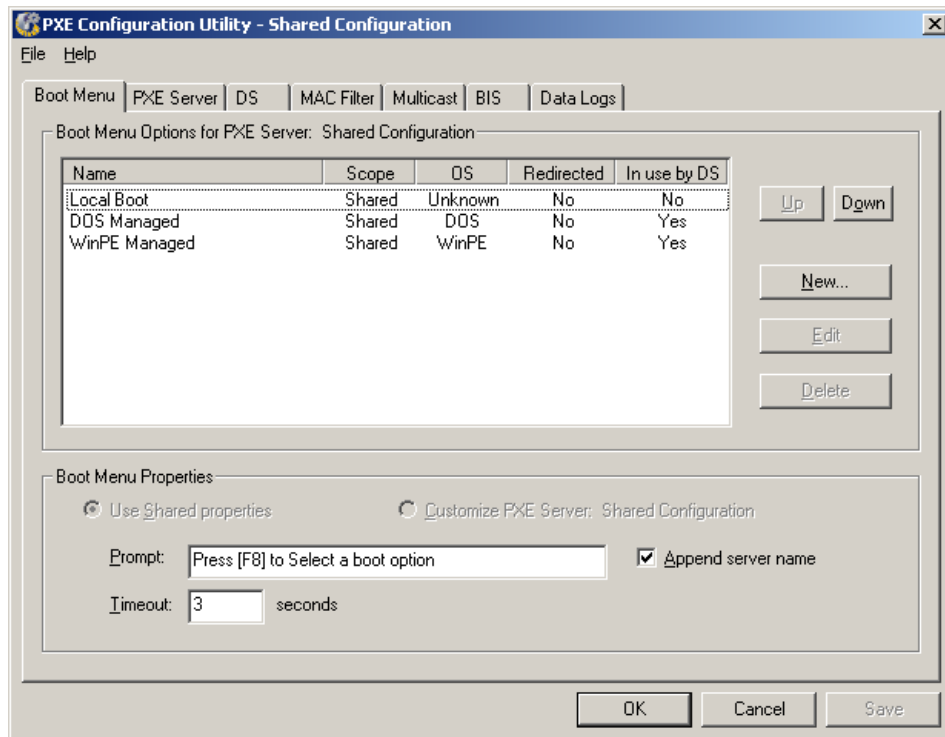 PXE Configuration Utility - Shared Configuration
File Help
Boot Menu PXE Server DS MAC Filter Multicast BIS Data Logs
Boot Menu Options for PXE Server: Shared Configuration
Name Scope OS Redirected In use by DS
Local Boot Shared Unknown No No
DOS Managed Shared DOS No Yes
WinPE Managed Shared WinPE No Yes
Up Down
New...
Edit
Delete
Boot Menu Properties
Use Shared properties Customize PXE Server: Shared Configuration
Prompt: Press [F8] to Select a boot option Append server name
Timeout: 3 seconds
OK Cancel Save